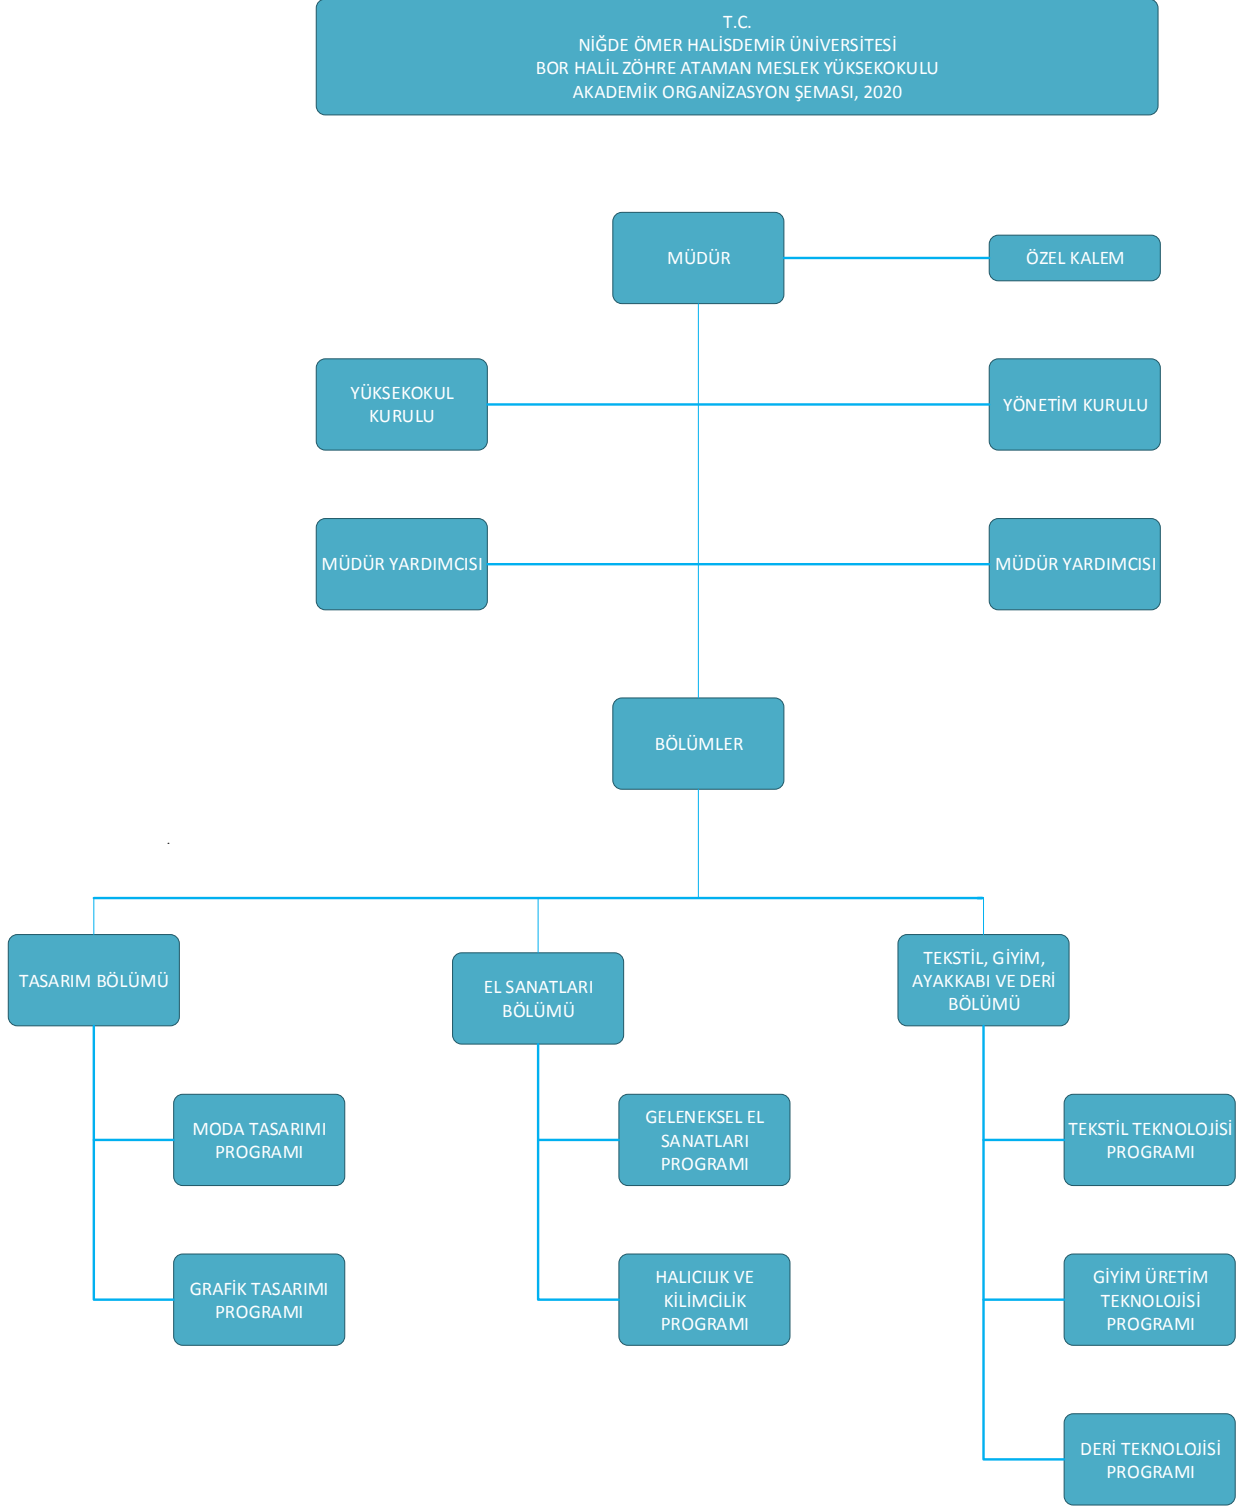 T.C.
NİĞDE ÖMER HALİSDEMİR ÜNİVERSİTESİ
BOR HALİL ZÖHRE ATAMAN MESLEK YÜKSEKOKULU
AKADEMİK ORGANİZASYON ŞEMASI, 2020
MÜDÜR
ÖZEL KALEM
YÜKSEKOKUL
KURULU
YÖNETİM KURULU
MÜDÜR YARDIMCISI
MÜDÜR YARDIMCISI
BÖLÜMLER
TASARIM BÖLÜMÜ
MODA TASARIMI
PROGRAMI
GRAFİK TASARIMI
PROGRAMI
EL SANATLARI
BÖLÜMÜ
GELENEKSEL EL
SANATLARI
PROGRAMI
HALICILIK VE
KİLİMCİLİK
PROGRAMI
TEKSTİL, GİYİM,
AYAKKABI VE DERİ
BÖLÜMÜ
TEKSTİL TEKNOLOJİSİ
PROGRAMI
GİYİM ÜRETİM
TEKNOLOJİSİ
PROGRAMI
DERİ TEKNOLOJİSİ
PROGRAMI